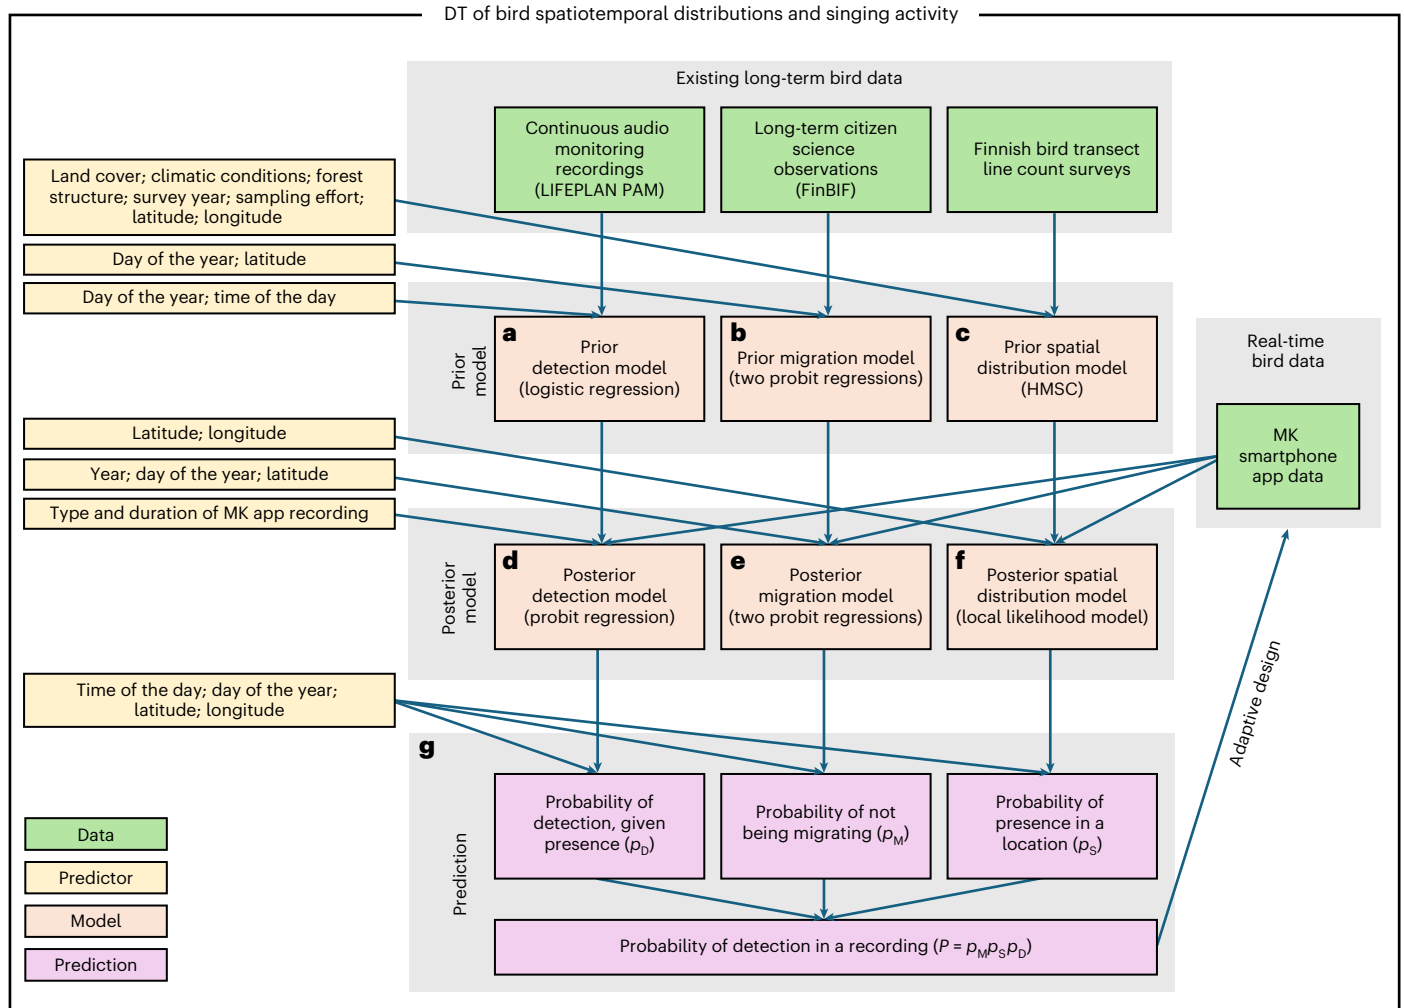 DT of bird spatiotemporal distributions and singing activity
Existing long-term bird data
Continuous audio
monitoring
recordings
(LIFEPLAN PAM)
Long-term citizen
science
observations
(FinBIF)
Finnish bird transect
line count surveys
Land cover; climatic conditions; forest
structure; survey year; sampling effort;
latitude; longitude
Day of the year; latitude
Day of the year; time of the day
Prior
model
a
Prior
detection model
(logistic regression)
b
Prior migration model
(two probit regressions)
c
Prior spatial
distribution model
(HMSC)
Real-time
bird data
MK
smartphone
app data
Latitude; longitude
Year; day of the year; latitude
Type and duration of MK app recording
Posterior
model
d
Posterior
detection model
(probit regression)
e
Posterior
migration model
(two probit regressions)
f
Posterior spatial
distribution model
(local likelihood model)
Adaptive design
Time of the day; day of the year;
latitude; longitude
g
Prediction
Probability of
detection, given
presence (p_D)
Probability of not
being migrating (p_M)
Probability of
presence in a
location (p_S)
Probability of detection in a recording (P = p_M p_S p_D)
Data
Predictor
Model
Prediction